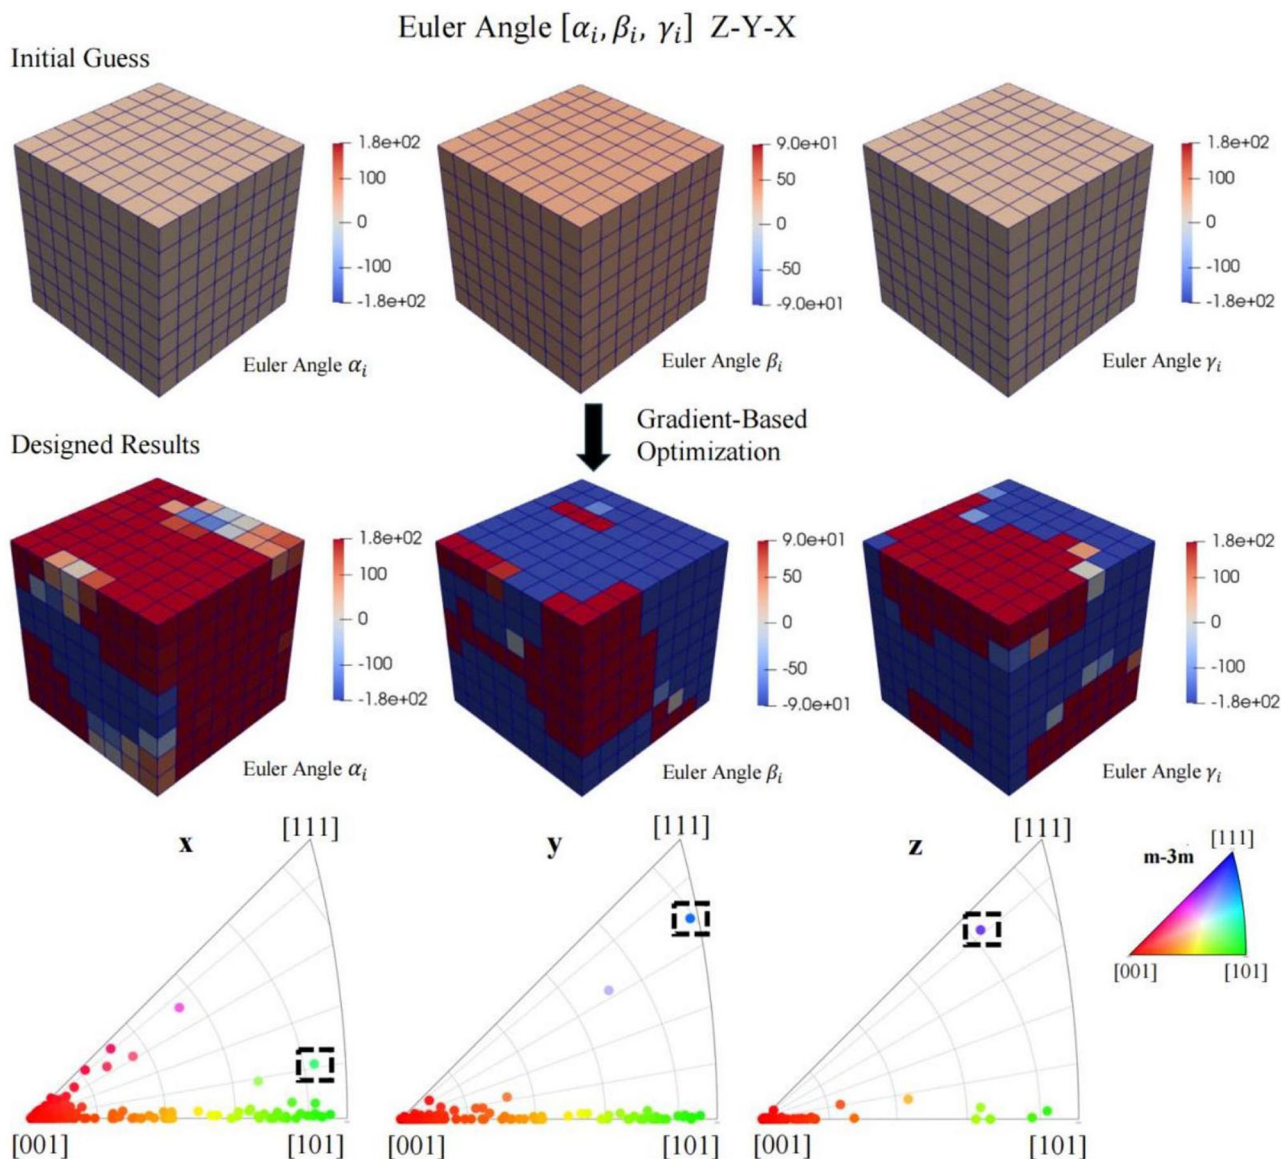 Euler Angle [αᵢ, βᵢ, γᵢ] Z-Y-X
Initial Guess
1.8e+02
100
0
-100
-1.8e+02
Euler Angle αᵢ
9.0e+01
50
0
-50
-9.0e+01
Euler Angle βᵢ
1.8e+02
100
0
-100
-1.8e+02
Euler Angle γᵢ
Gradient-Based
Optimization
Designed Results
1.8e+02
100
0
-100
-1.8e+02
Euler Angle αᵢ
9.0e+01
50
0
-50
-9.0e+01
Euler Angle βᵢ
1.8e+02
100
0
-100
-1.8e+02
Euler Angle γᵢ
x
[111]
[001]
[101]
y
[111]
[001]
[101]
z
[111]
[001]
[101]
m-3m
[111]
[001]
[101]